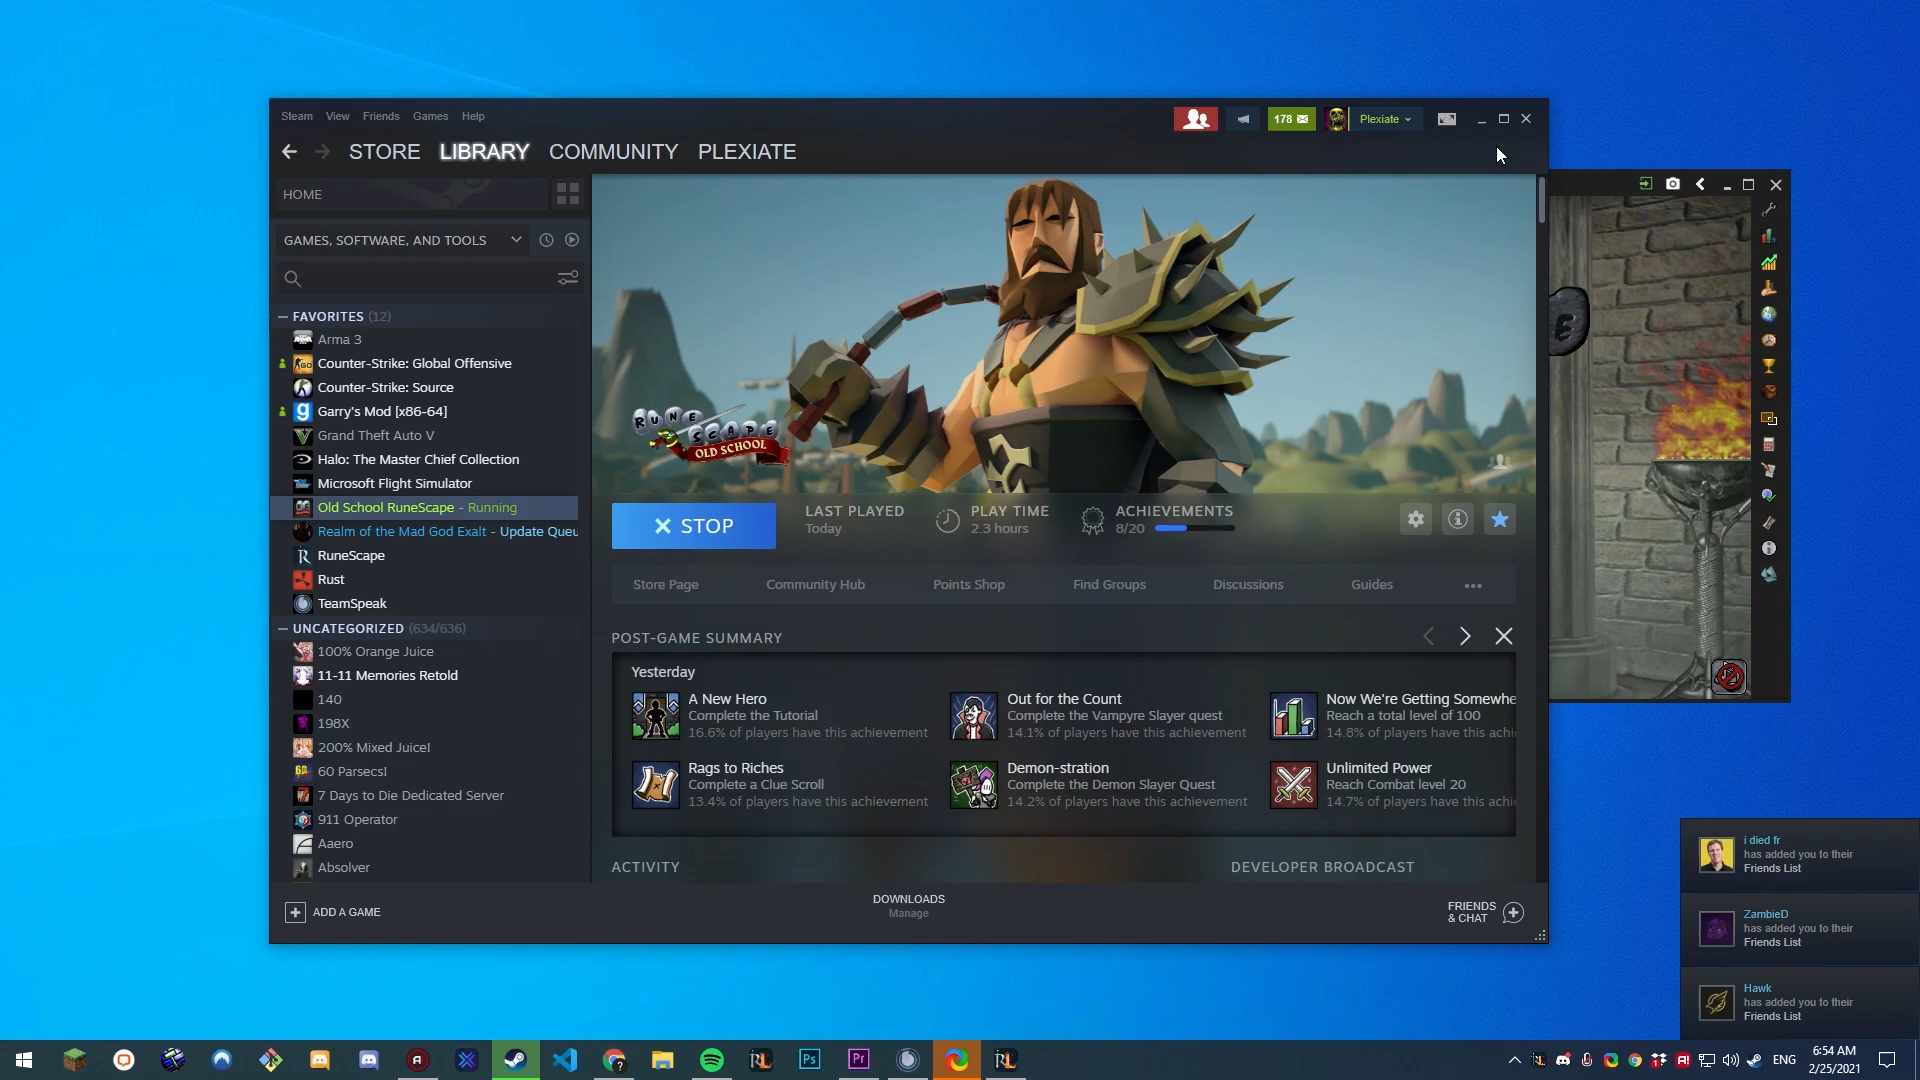 Steam View Friends Games Help
178
Plexiate
STORE LIBRARY COMMUNITY PLEXIATE
HOME
GAMES, SOFTWARE, AND TOOLS
FAVORITES (12)
Arma 3
Counter-Strike: Global Offensive
Counter-Strike: Source
Garry's Mod [x86-64]
Grand Theft Auto V
Halo: The Master Chief Collection
Microsoft Flight Simulator
Old School RuneScape - Running
Realm of the Mad God Exalt - Update Queu
RuneScape
Rust
TeamSpeak
UNCATEGORIZED (634/636)
100% Orange Juice
11-11 Memories Retold
140
198X
200% Mixed Juice!
60 Parsecs!
7 Days to Die Dedicated Server
911 Operator
Aaero
Absolver
RUNE
SCAPE
OLD SCHOOL
STOP
LAST PLAYED
Today
PLAY TIME
2.3 hours
ACHIEVEMENTS
8/20
Store Page Community Hub Points Shop Find Groups Discussions Guides
POST-GAME SUMMARY
Yesterday
A New Hero
Complete the Tutorial
16.6% of players have this achievement
Out for the Count
Complete the Vampyre Slayer quest
14.1% of players have this achievement
Now We're Getting Somewhe
Reach a total level of 100
14.8% of players have this achi
Rags to Riches
Complete a Clue Scroll
13.4% of players have this achievement
Demon-stration
Complete the Demon Slayer Quest
14.2% of players have this achievement
Unlimited Power
Reach Combat level 20
14.7% of players have this achi
ACTIVITY
DEVELOPER BROADCAST
ADD A GAME
DOWNLOADS
Manage
FRIENDS
& CHAT
E
i died fr
has added you to their
Friends List
ZambieD
has added you to their
Friends List
Hawk
has added you to their
Friends List
Ps
Pr
ENG
6:54 AM
2/25/2021